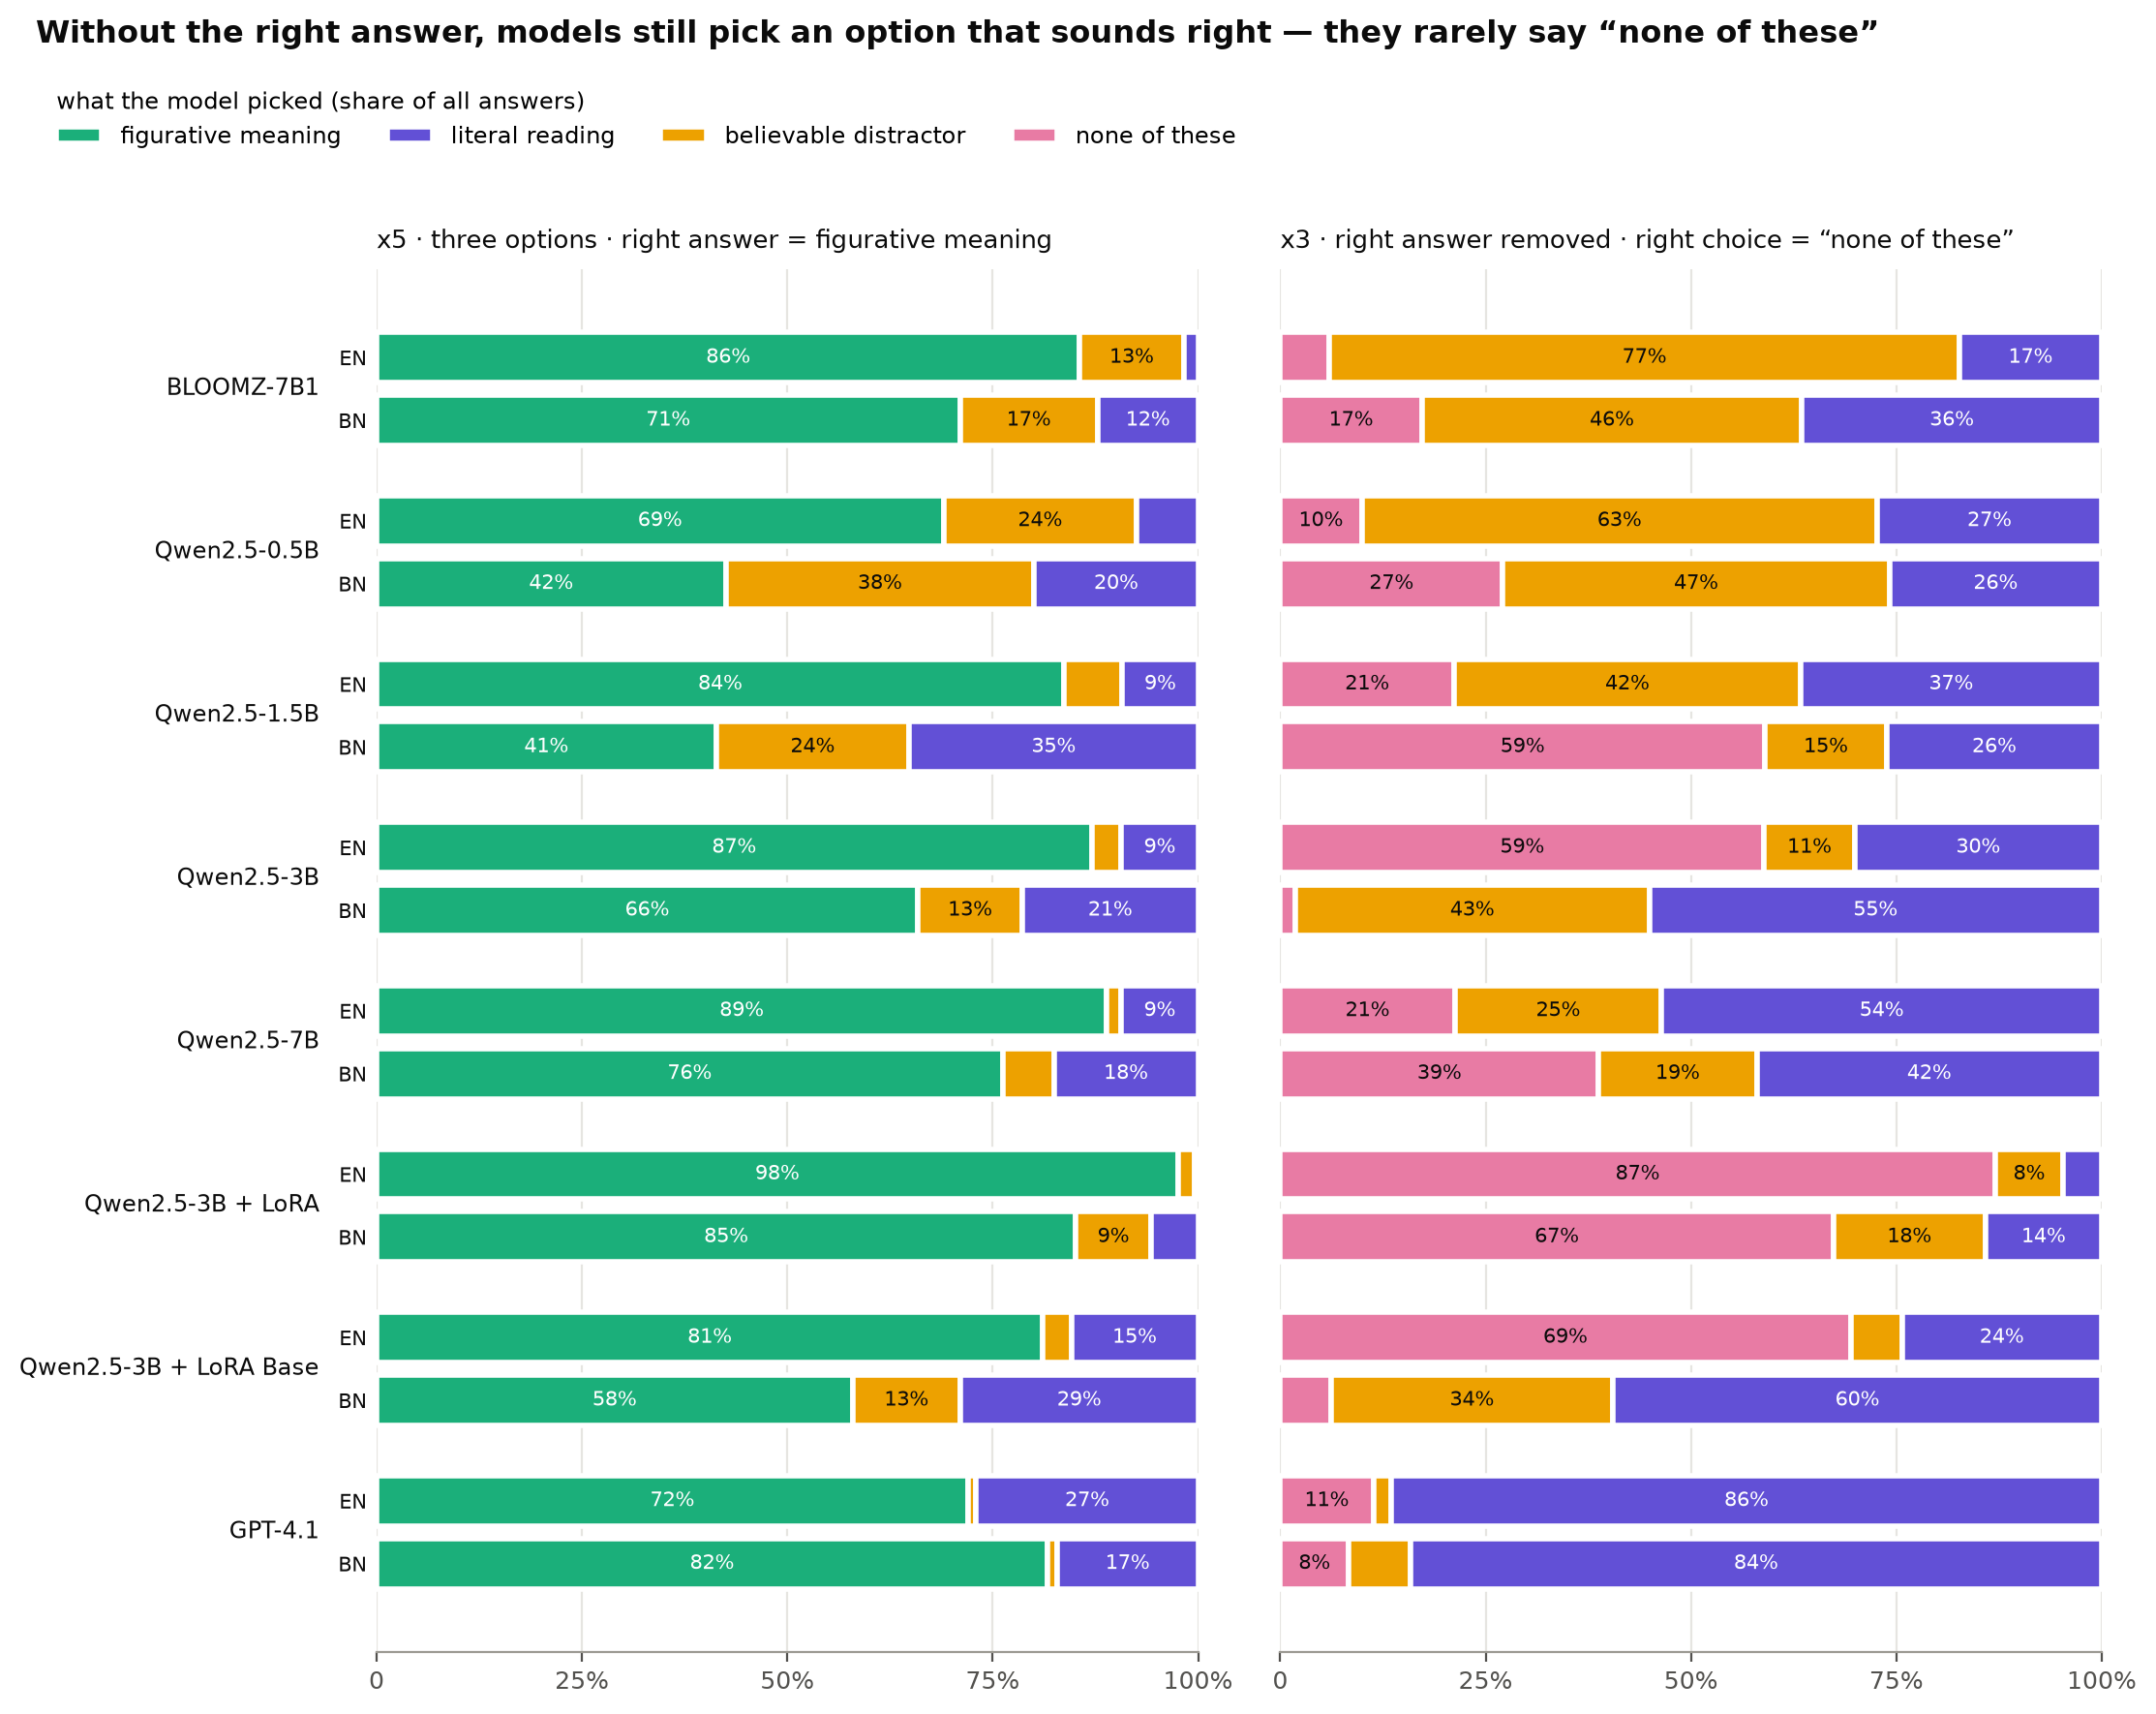 Without the right answer, models still pick an option that sounds right — they rarely say “none of these”
what the model picked (share of all answers)
figurative meaning literal reading believable distractor none of these
x5 · three options · right answer = figurative meaning
x3 · right answer removed · right choice = “none of these”
BLOOMZ-7B1
EN 86% 13% 77% 17%
BN 71% 17% 12% 17% 46% 36%
Qwen2.5-0.5B
EN 69% 24% 10% 63% 27%
BN 42% 38% 20% 27% 47% 26%
Qwen2.5-1.5B
EN 84% 9% 21% 42% 37%
BN 41% 24% 35% 59% 15% 26%
Qwen2.5-3B
EN 87% 9% 59% 11% 30%
BN 66% 13% 21% 43% 55%
Qwen2.5-7B
EN 89% 9% 21% 25% 54%
BN 76% 18% 39% 19% 42%
Qwen2.5-3B + LoRA
EN 98% 87% 8%
BN 85% 9% 67% 18% 14%
Qwen2.5-3B + LoRA Base
EN 81% 15% 69% 24%
BN 58% 13% 29% 34% 60%
GPT-4.1
EN 72% 27% 11% 86%
BN 82% 17% 8% 84%
0 25% 50% 75% 100% 0 25% 50% 75% 100%